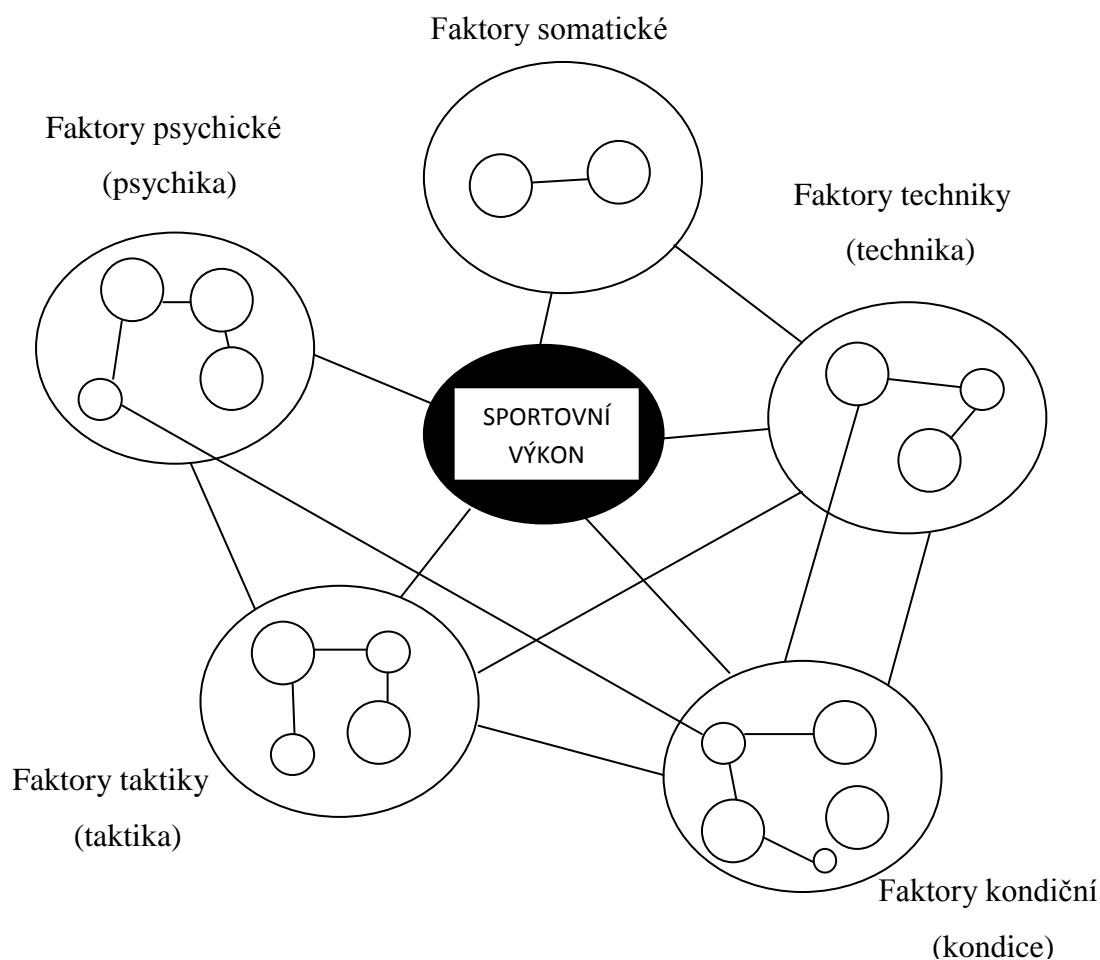 Faktory somatické
Faktory psychické
(psychika)
Faktory techniky
(technika)
SPORTOVNÍ
VÝKON
Faktory taktiky
(taktika)
Faktory kondiční
(kondice)